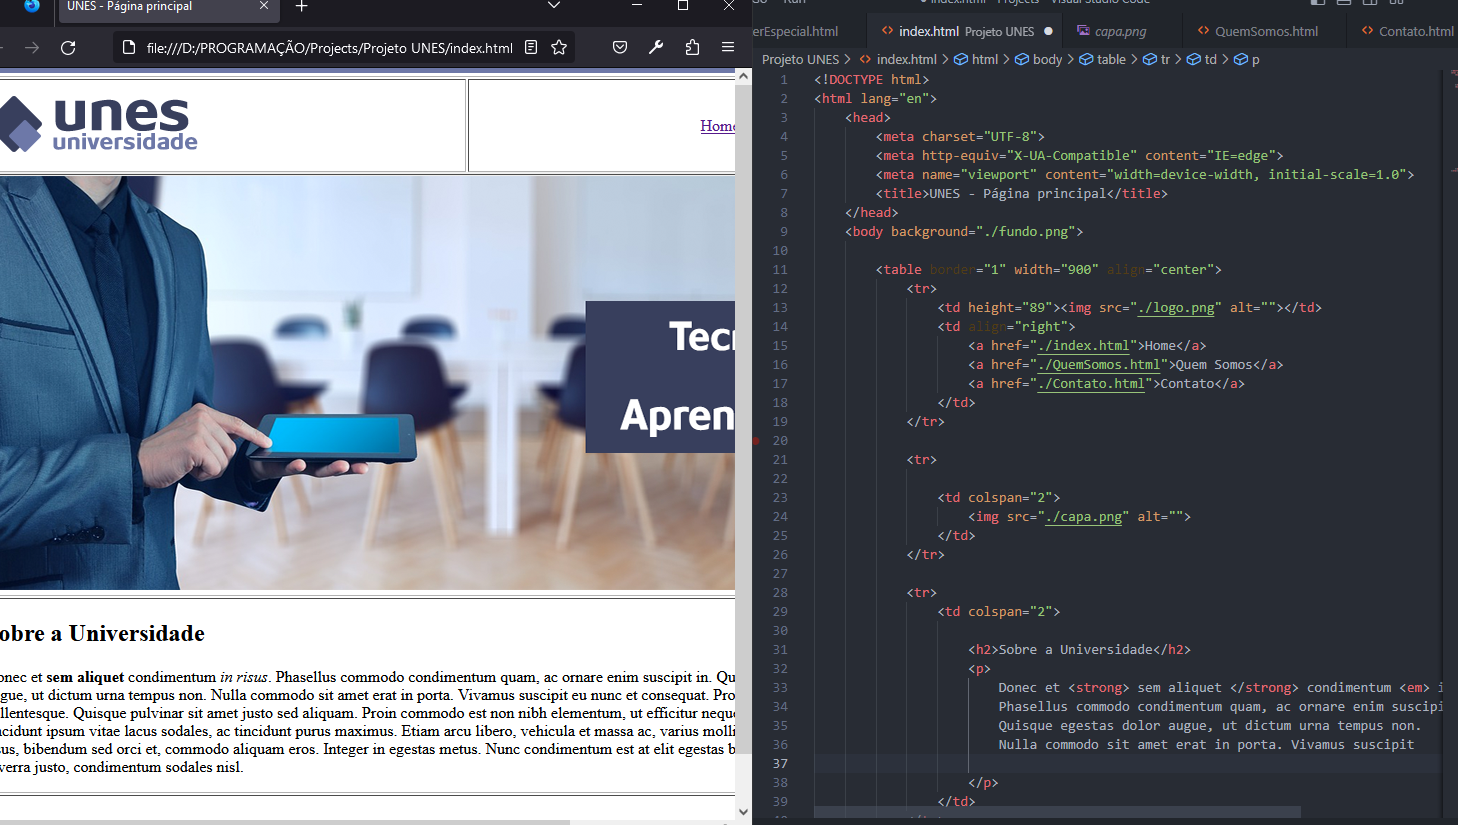 UNES - Página principal
file:///D:/PROGRAMAÇÃO/Projects/Projeto UNES/index.html
unes
universidade
Home
Tec
Apren
obre a Universidade
onec et sem aliquet condimentum in risus. Phasellus commodo condimentum quam, ac ornare enim suscipit in. Qu
gue, ut dictum urna tempus non. Nulla commodo sit amet erat in porta. Vivamus suscipit eu nunc et consequat. Pro
llentesque. Quisque pulvinar sit amet justo sed aliquam. Proin commodo est non nibh elementum, ut efficitur neque
ncidunt ipsum vitae lacus sodales, ac tincidunt purus maximus. Etiam arcu libero, vehicula et massa ac, varius molli
sus, bibendum sed orci et, commodo aliquam eros. Integer in egestas metus. Nunc condimentum est at elit egestas b
verra justo, condimentum sodales nisl.
index.html - Projects - Visual Studio Code
erEspecial.html index.html Projeto UNES capa.png QuemSomos.html Contato.html
Projeto UNES > index.html > html > body > table > tr > td > p
1 <!DOCTYPE html>
2 <html lang="en">
3 <head>
4 <meta charset="UTF-8">
5 <meta http-equiv="X-UA-Compatible" content="IE=edge">
6 <meta name="viewport" content="width=device-width, initial-scale=1.0">
7 <title>UNES - Página principal</title>
8 </head>
9 <body background="./fundo.png">
10
11 <table border="1" width="900" align="center">
12 <tr>
13 <td height="89"><img src="./logo.png" alt=""></td>
14 <td align="right">
15 <a href="./index.html">Home</a>
16 <a href="./QuemSomos.html">Quem Somos</a>
17 <a href="./Contato.html">Contato</a>
18 </td>
19 </tr>
20
21 <tr>
22
23 <td colspan="2">
24 <img src="./capa.png" alt="">
25 </td>
26 </tr>
27
28 <tr>
29 <td colspan="2">
30
31 <h2>Sobre a Universidade</h2>
32 <p>
33 Donec et <strong> sem aliquet </strong> condimentum <em> i
34 Phasellus commodo condimentum quam, ac ornare enim suscipi
35 Quisque egestas dolor augue, ut dictum urna tempus non.
36 Nulla commodo sit amet erat in porta. Vivamus suscipit
37
38 </p>
39 </td>